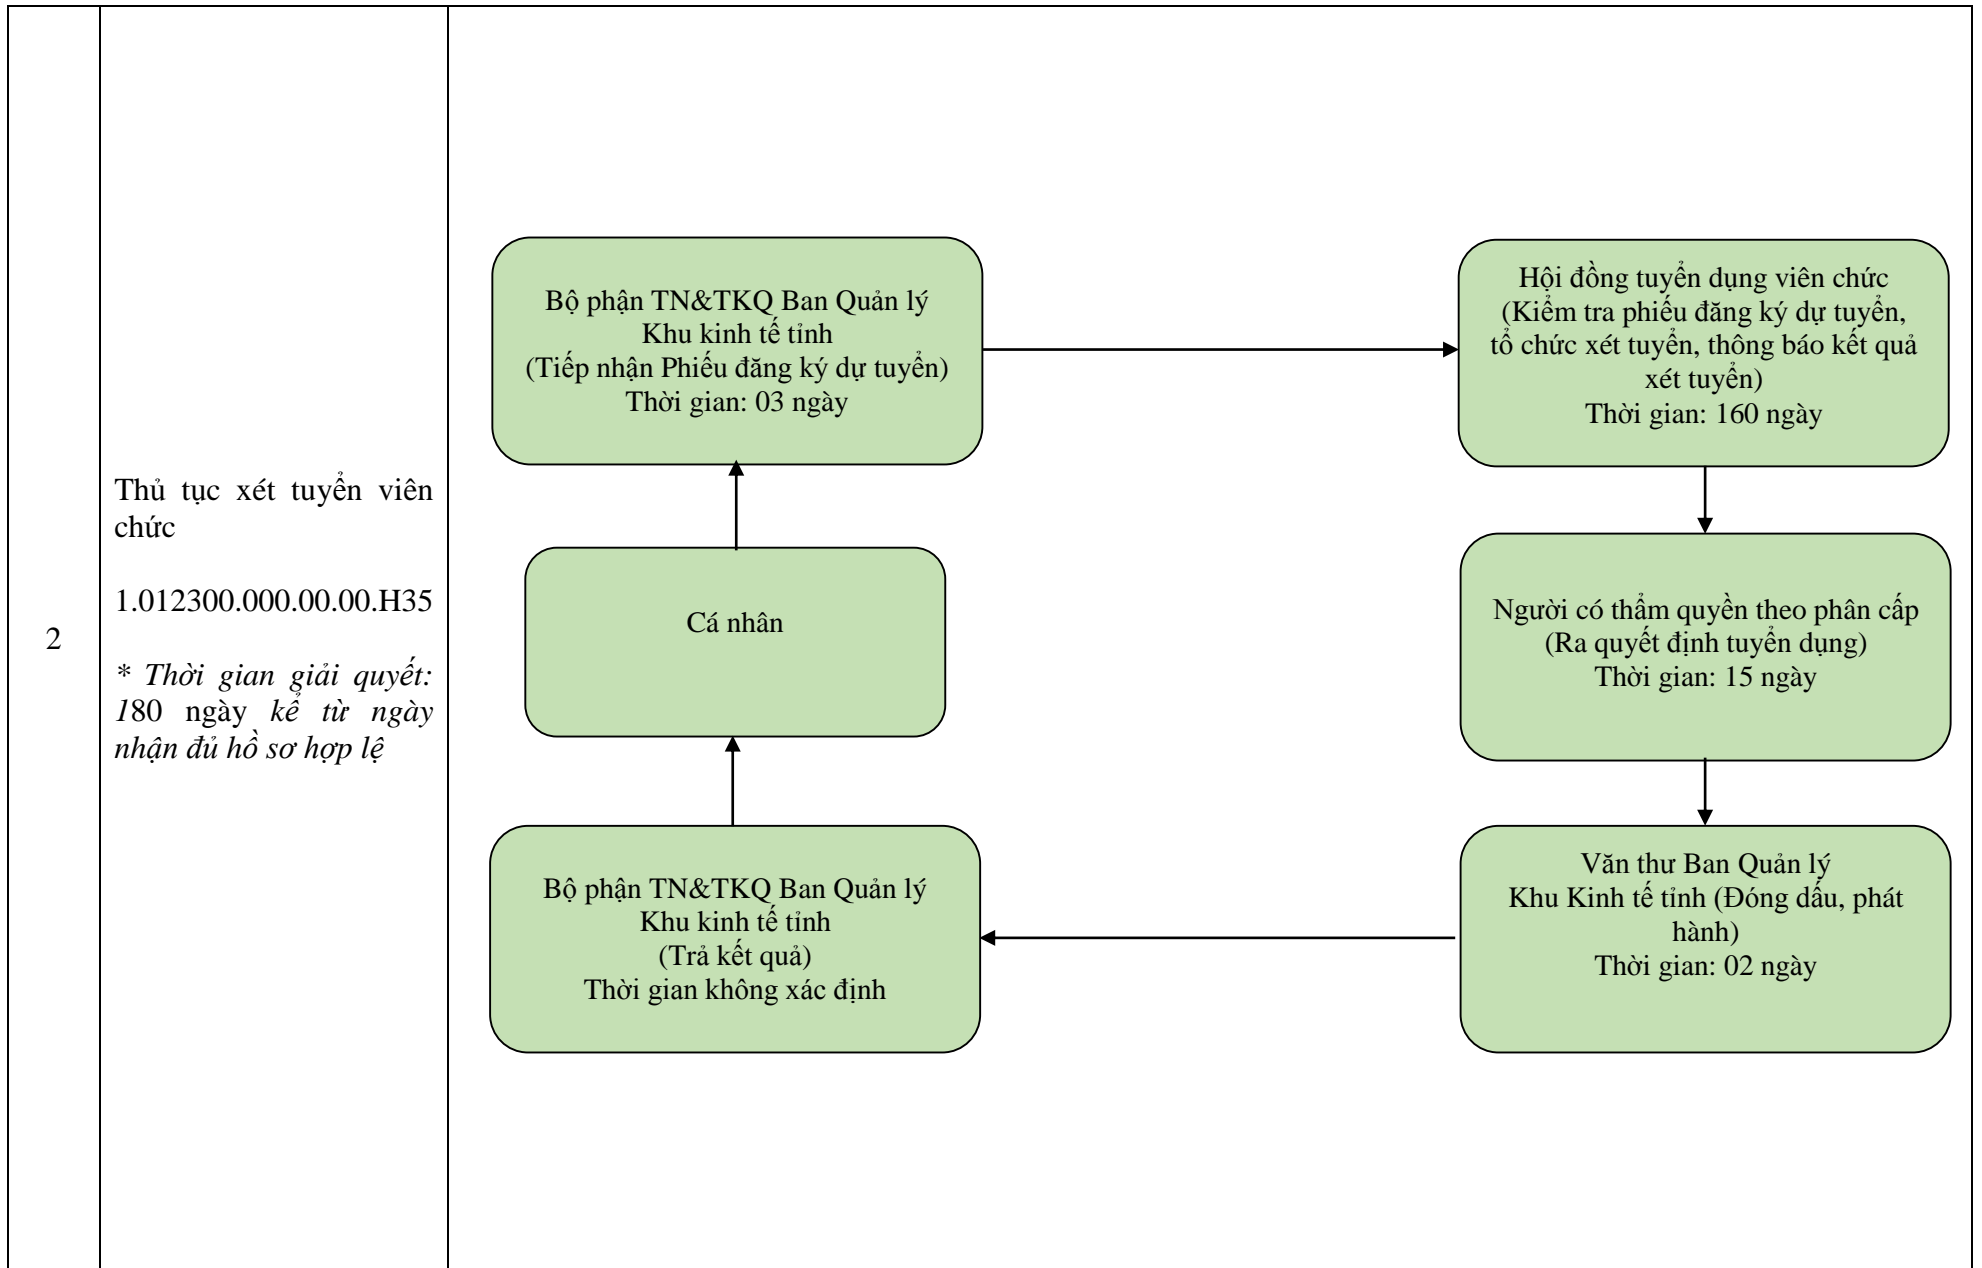 2
Thủ tục xét tuyển viên
chức
1.012300.000.00.00.H35
* Thời gian giải quyết:
180 ngày kể từ ngày
nhận đủ hồ sơ hợp lệ
Bộ phận TN&TKQ Ban Quản lý
Khu kinh tế tỉnh
(Tiếp nhận Phiếu đăng ký dự tuyển)
Thời gian: 03 ngày
Hội đồng tuyển dụng viên chức
(Kiểm tra phiếu đăng ký dự tuyển,
tổ chức xét tuyển, thông báo kết quả
xét tuyển)
Thời gian: 160 ngày
Cá nhân
Người có thẩm quyền theo phân cấp
(Ra quyết định tuyển dụng)
Thời gian: 15 ngày
Bộ phận TN&TKQ Ban Quản lý
Khu kinh tế tỉnh
(Trả kết quả)
Thời gian không xác định
Văn thư Ban Quản lý
Khu Kinh tế tỉnh (Đóng dấu, phát
hành)
Thời gian: 02 ngày